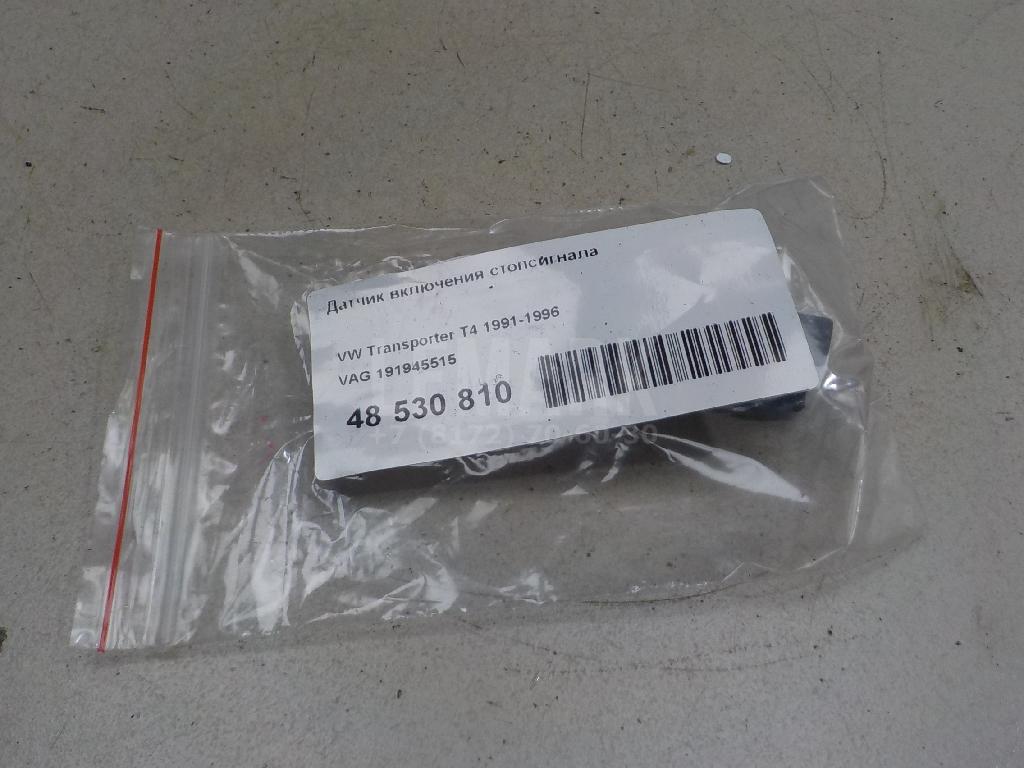 Датчик включения стопсигнала
VW Transporter T4 1991-1996
VAG 191945515
48 530 810